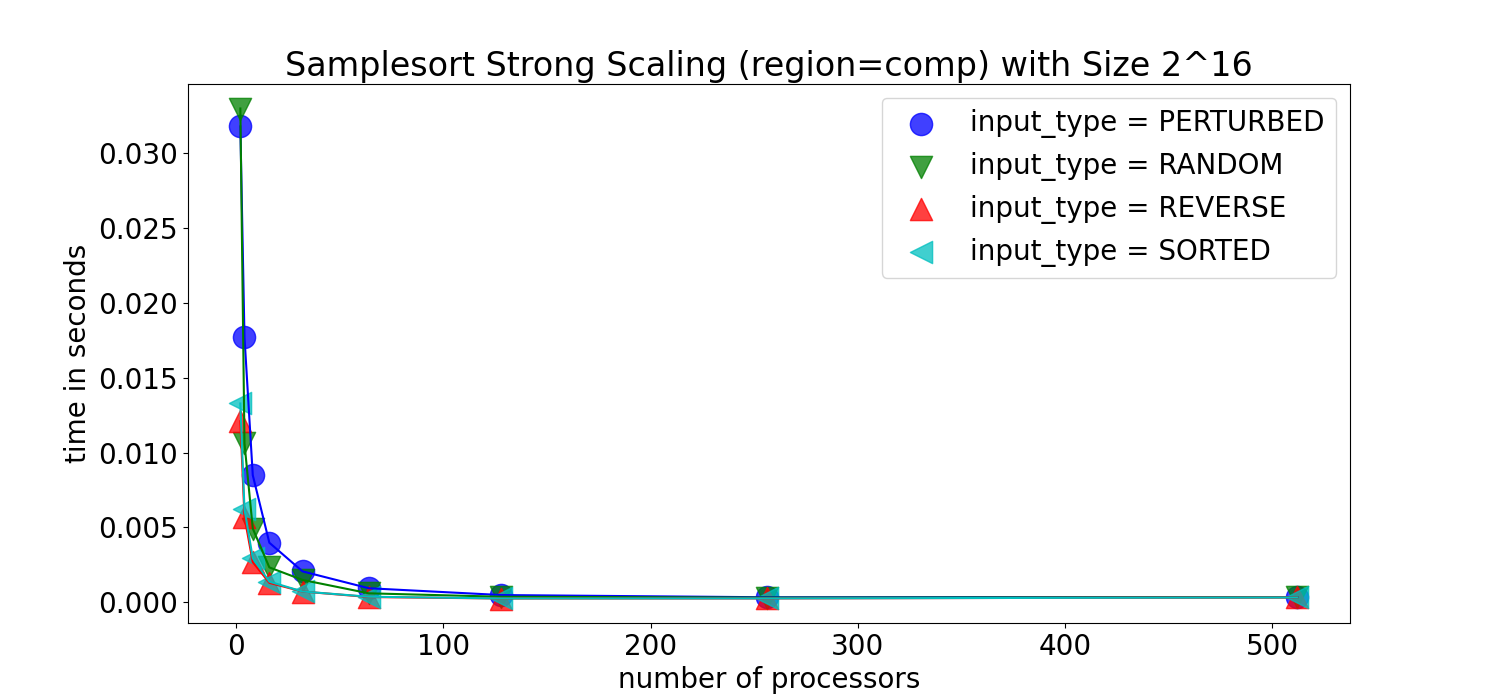 Samplesort Strong Scaling (region=comp) with Size 2^16
input_type = PERTURBED
input_type = RANDOM
input_type = REVERSE
input_type = SORTED
time in seconds
0.030
0.025
0.020
0.015
0.010
0.005
0.000
0 100 200 300 400 500
number of processors